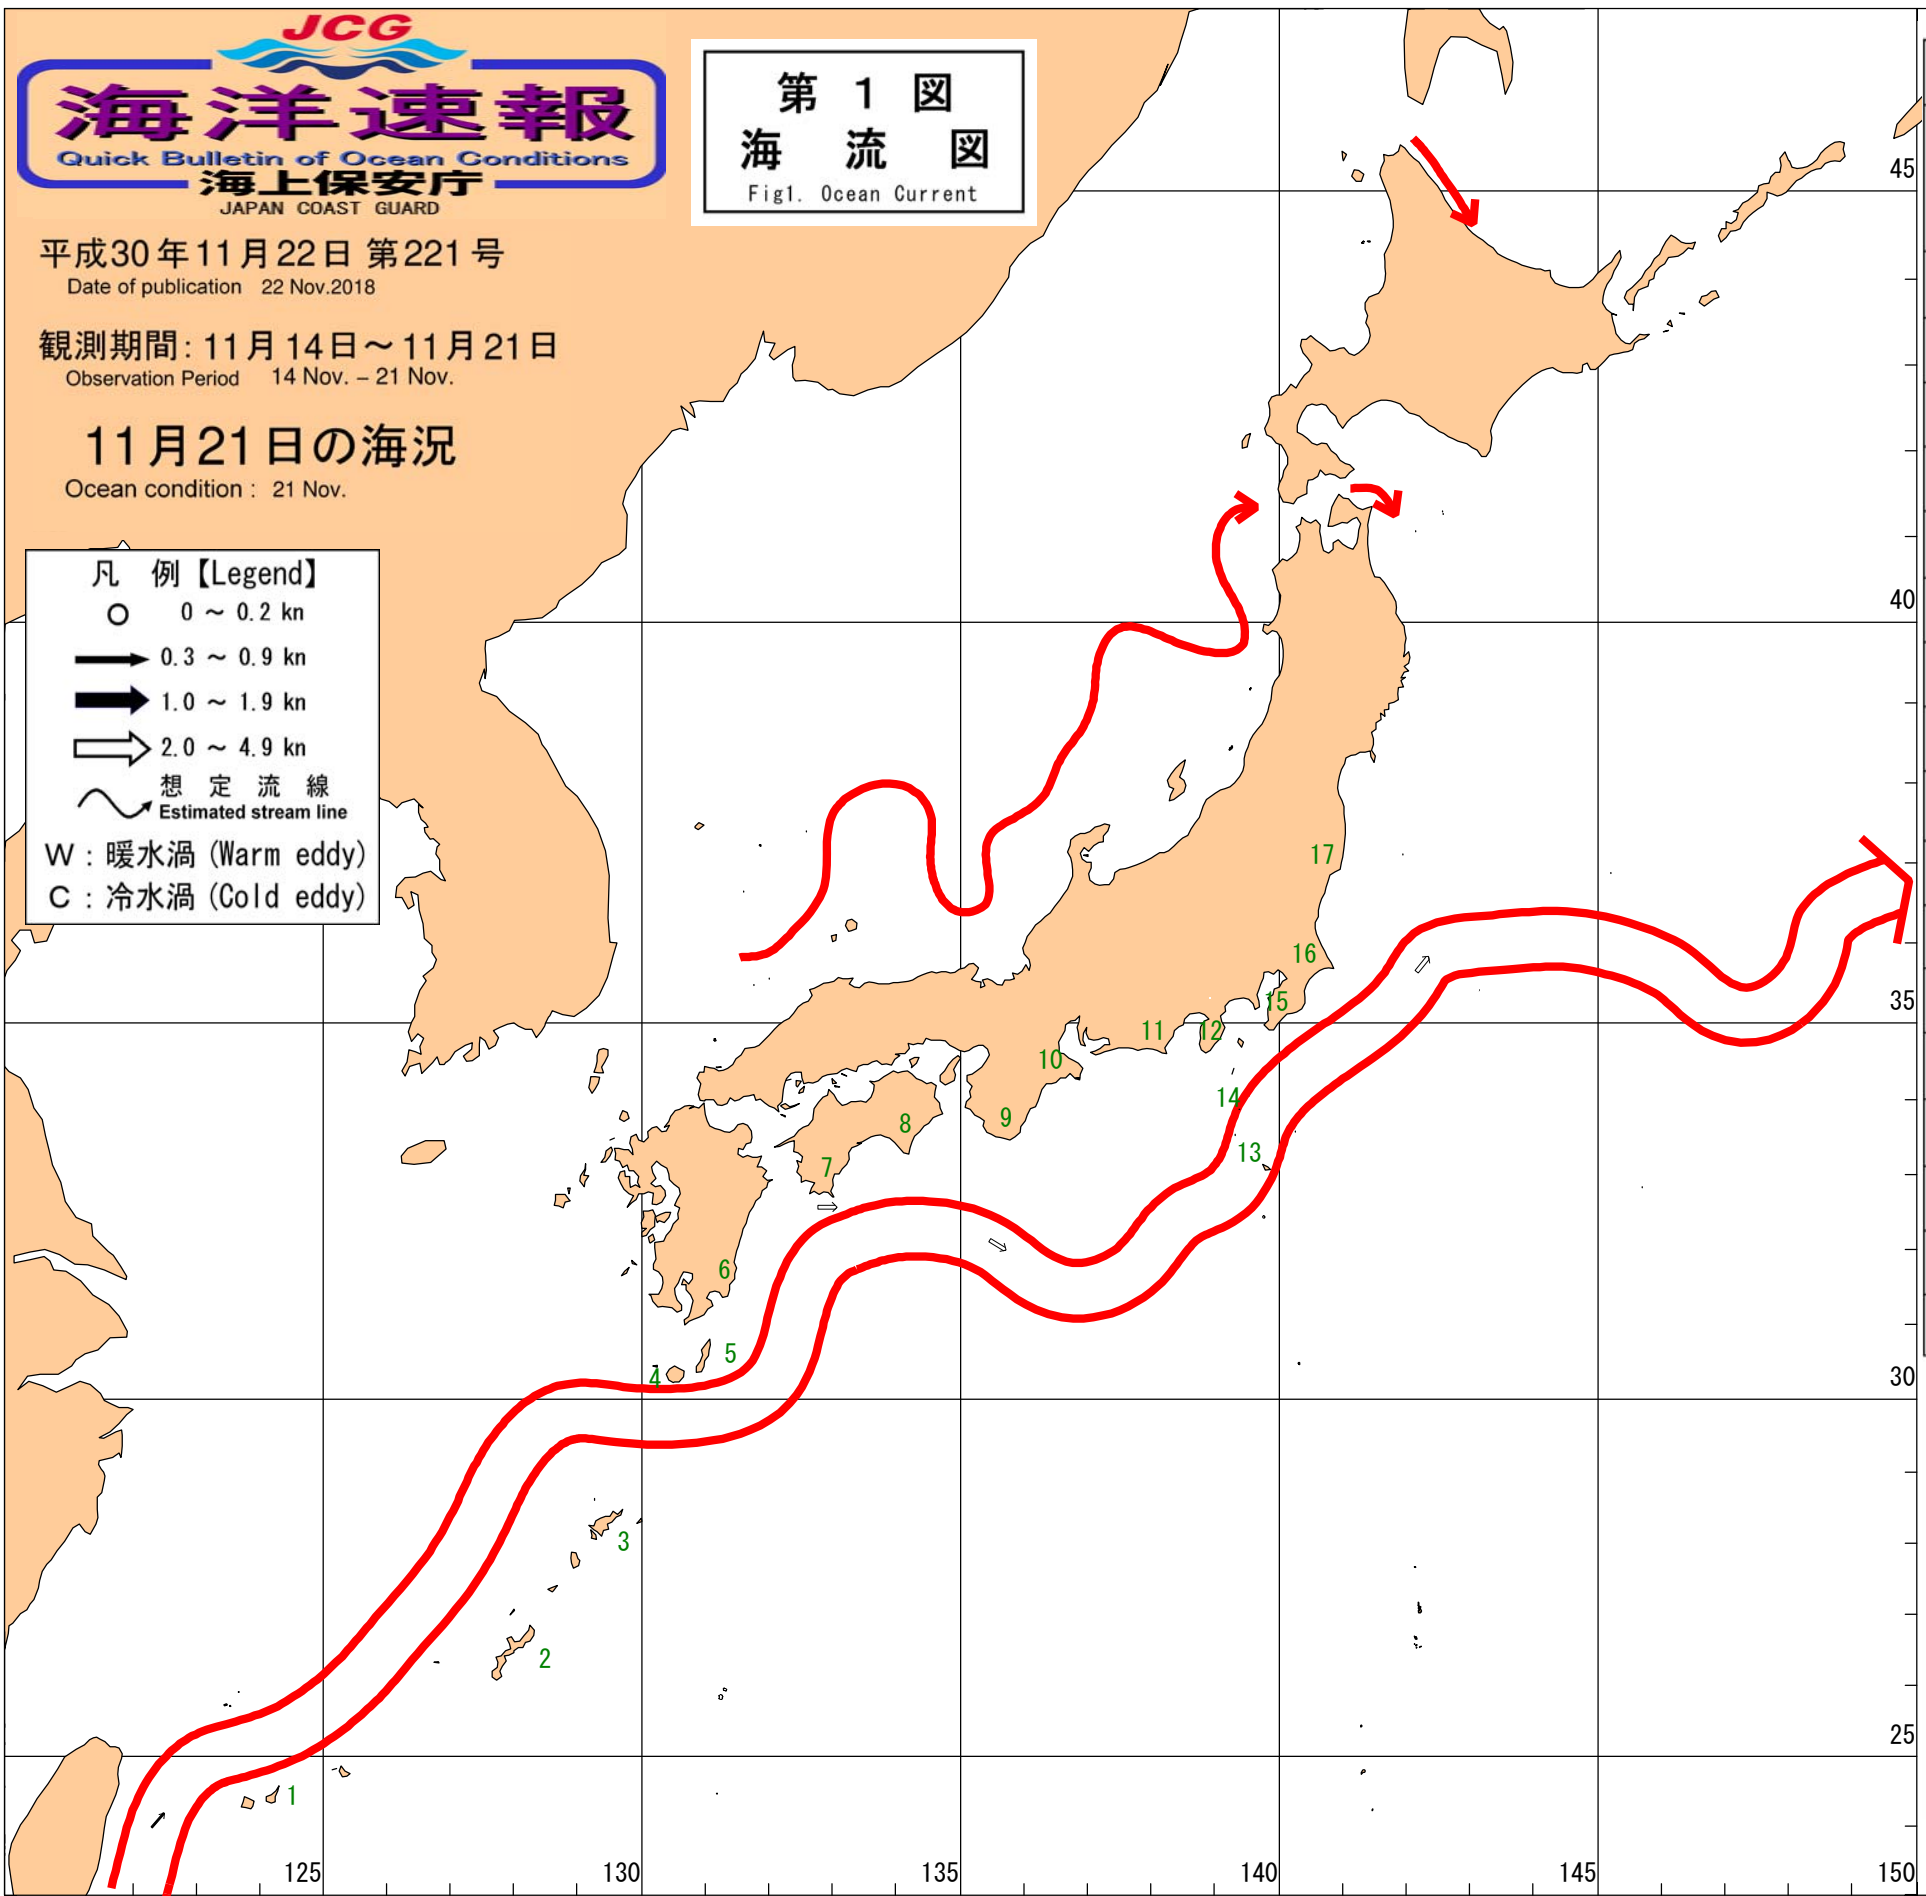 JCG
海洋速報
Quick Bulletin of Ocean Conditions
海上保安庁
JAPAN COAST GUARD
第 1 図
海 流 図
Fig1. Ocean Current
平成30年11月22日 第221号
Date of publication 22 Nov.2018
観測期間: 11月14日～11月21日
Observation Period 14 Nov. – 21 Nov.
11月21日の海況
Ocean condition : 21 Nov.
凡 例【Legend】
0 ～ 0.2 kn
0.3 ～ 0.9 kn
1.0 ～ 1.9 kn
2.0 ～ 4.9 kn
想 定 流 線
Estimated stream line
W : 暖水渦 (Warm eddy)
C : 冷水渦 (Cold eddy)
45
40
17
16
35
15
12
11
10
14
9
8
13
7
6
5
4
30
3
2
25
1
125
130
135
140
145
150